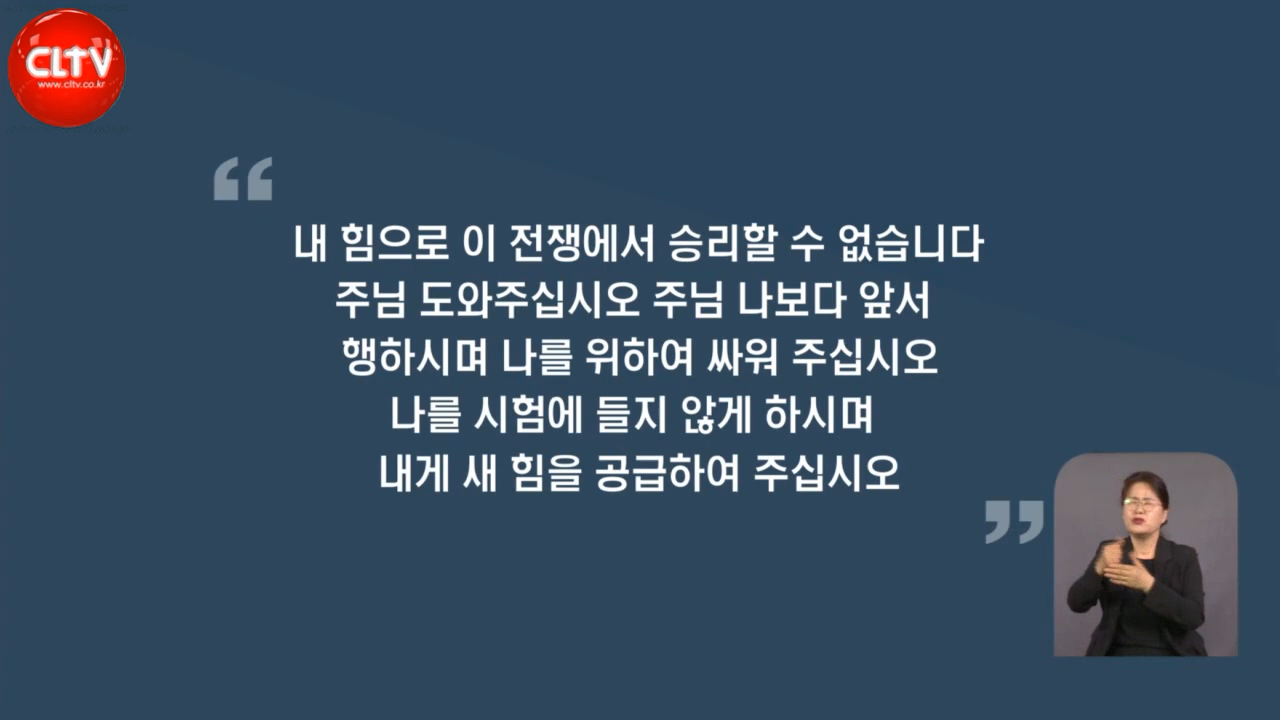 CLTV
www.cltv.co.kr
“
내 힘으로 이 전쟁에서 승리할 수 없습니다
주님 도와주십시오 주님 나보다 앞서
행하시며 나를 위하여 싸워 주십시오
나를 시험에 들지 않게 하시며
내게 새 힘을 공급하여 주십시오
”